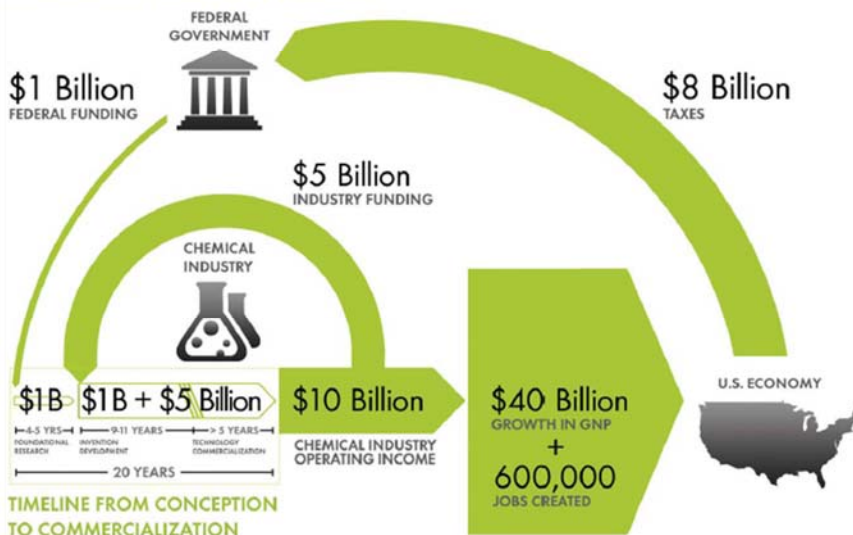 FEDERAL
GOVERNMENT
$1 Billion
FEDERAL FUNDING
$8 Billion
TAXES
$5 Billion
INDUSTRY FUNDING
CHEMICAL
INDUSTRY
$1B
$1B + $5 Billion
$10 Billion
CHEMICAL INDUSTRY
OPERATING INCOME
$40 Billion
GROWTH IN GNP
+
600,000
JOBS CREATED
U.S. ECONOMY
4-5 YRS
FOUNDATIONAL
RESEARCH
9-11 YEARS
INVENTION
DEVELOPMENT
> 5 YEARS
TECHNOLOGY
COMMERCIALIZATION
20 YEARS
TIMELINE FROM CONCEPTION
TO COMMERCIALIZATION